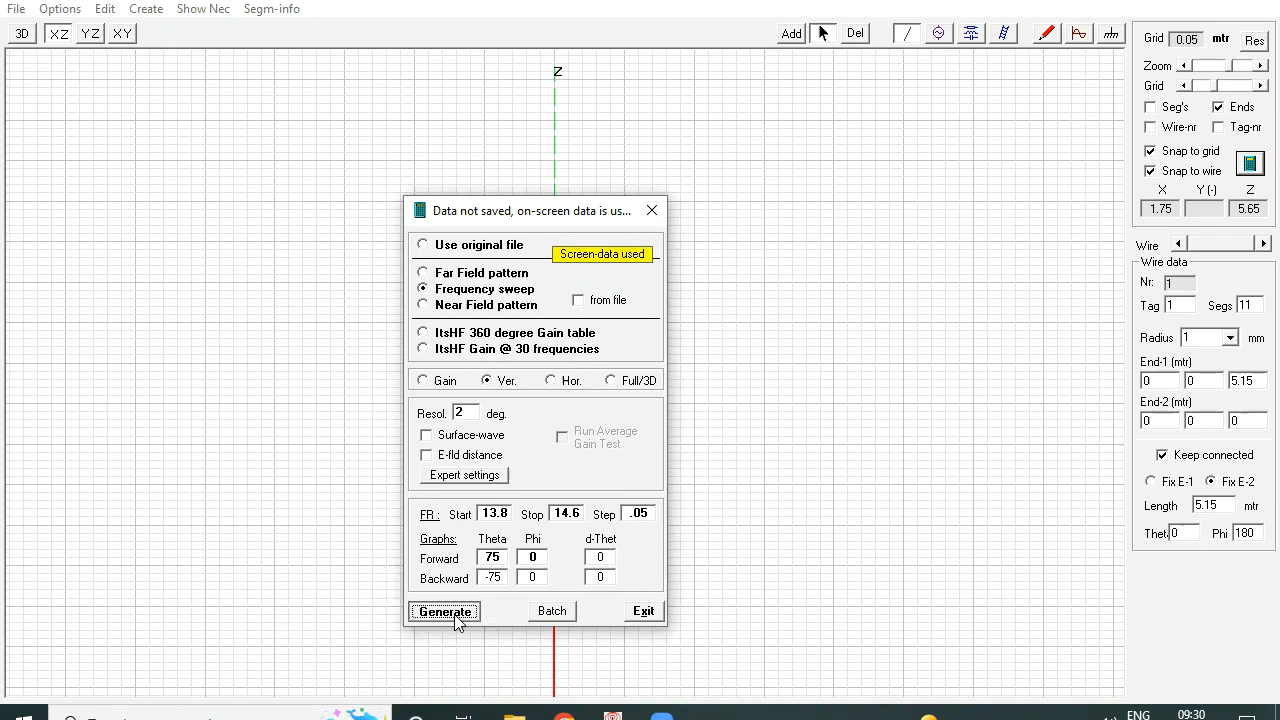 File Options Edit Create Show Nec Segm-info
3D XZ YZ XY Add Del
Grid 0.05 mtr Res
Zoom
Grid
Seg's Ends
Wire-nr Tag-nr
Snap to grid
Snap to wire
X Y (-) Z
1.75 5.65
Wire
Wire data
Nr. 1
Tag 1 Segs 11
Radius 1 mm
End-1 (mtr)
0 0 5.15
End-2 (mtr)
0 0 0
Keep connected
Fix E-1 Fix E-2
Length 5.15 mtr
Thet. 0 Phi 180
Z
Data not saved, on-screen data is us...
Use original file
Screen-data used
Far Field pattern
Frequency sweep
from file
Near Field pattern
ItsHF 360 degree Gain table
ItsHF Gain @ 30 frequencies
Gain Ver. Hor. Full/3D
Resol. 2 deg.
Surface-wave
Run Average
Gain Test
E-fld distance
Expert settings
FR: Start 13.8 Stop 14.6 Step .05
Graphs: Theta Phi d-Thet
Forward 75 0 0
Backward -75 0 0
Generate Batch Exit
ENG 09:30